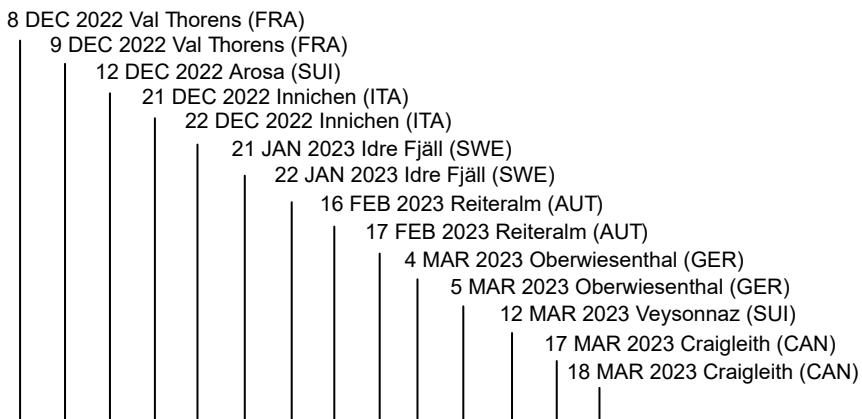 8 DEC 2022 Val Thorens (FRA)
9 DEC 2022 Val Thorens (FRA)
12 DEC 2022 Arosa (SUI)
21 DEC 2022 Innichen (ITA)
22 DEC 2022 Innichen (ITA)
21 JAN 2023 Idre Fjäll (SWE)
22 JAN 2023 Idre Fjäll (SWE)
16 FEB 2023 Reiteralm (AUT)
17 FEB 2023 Reiteralm (AUT)
4 MAR 2023 Oberwiesenthal (GER)
5 MAR 2023 Oberwiesenthal (GER)
12 MAR 2023 Veysonnaz (SUI)
17 MAR 2023 Craigleith (CAN)
18 MAR 2023 Craigleith (CAN)